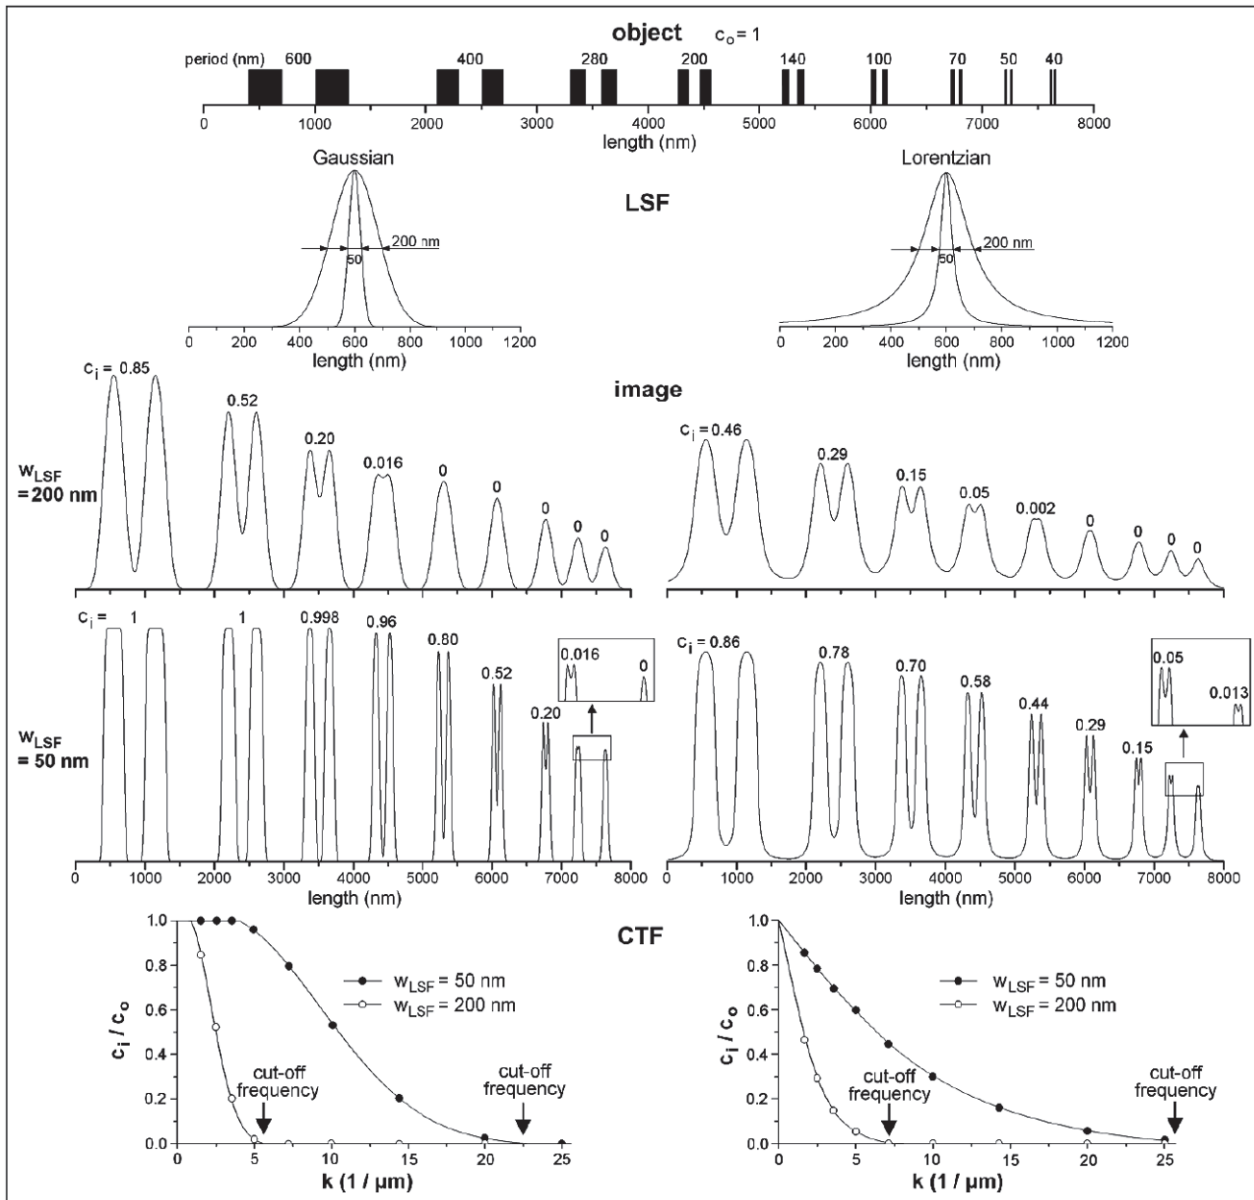 object c₀ = 1
period (nm) 600 400 280 200 140 100 70 50 40
0 1000 2000 3000 4000 5000 6000 7000 8000
length (nm)
Gaussian Lorentzian
LSF
200 nm 200 nm
50 50
0 200 400 600 800 1000 1200 0 200 400 600 800 1000 1200
length (nm) length (nm)
image
cᵢ = 0.85 0.52 0.20 0.016 0 0 0 0 0
cᵢ = 0.46 0.29 0.15 0.05 0.002 0 0 0 0
w_LSF
= 200 nm
cᵢ = 1 1 0.998 0.96 0.80 0.52 0.20 0.016 0
cᵢ = 0.86 0.78 0.70 0.58 0.44 0.29 0.15 0.05 0.013
w_LSF
= 50 nm
0 1000 2000 3000 4000 5000 6000 7000 8000 0 1000 2000 3000 4000 5000 6000 7000 8000
length (nm) length (nm)
CTF
1.0 1.0
0.8 0.8
0.6 0.6
0.4 0.4
0.2 0.2
0.0 0.0
cᵢ / c₀ cᵢ / c₀
w_LSF = 50 nm w_LSF = 50 nm
w_LSF = 200 nm w_LSF = 200 nm
cut-off cut-off cut-off cut-off
frequency frequency frequency frequency
0 5 10 15 20 25 0 5 10 15 20 25
k (1 / µm) k (1 / µm)